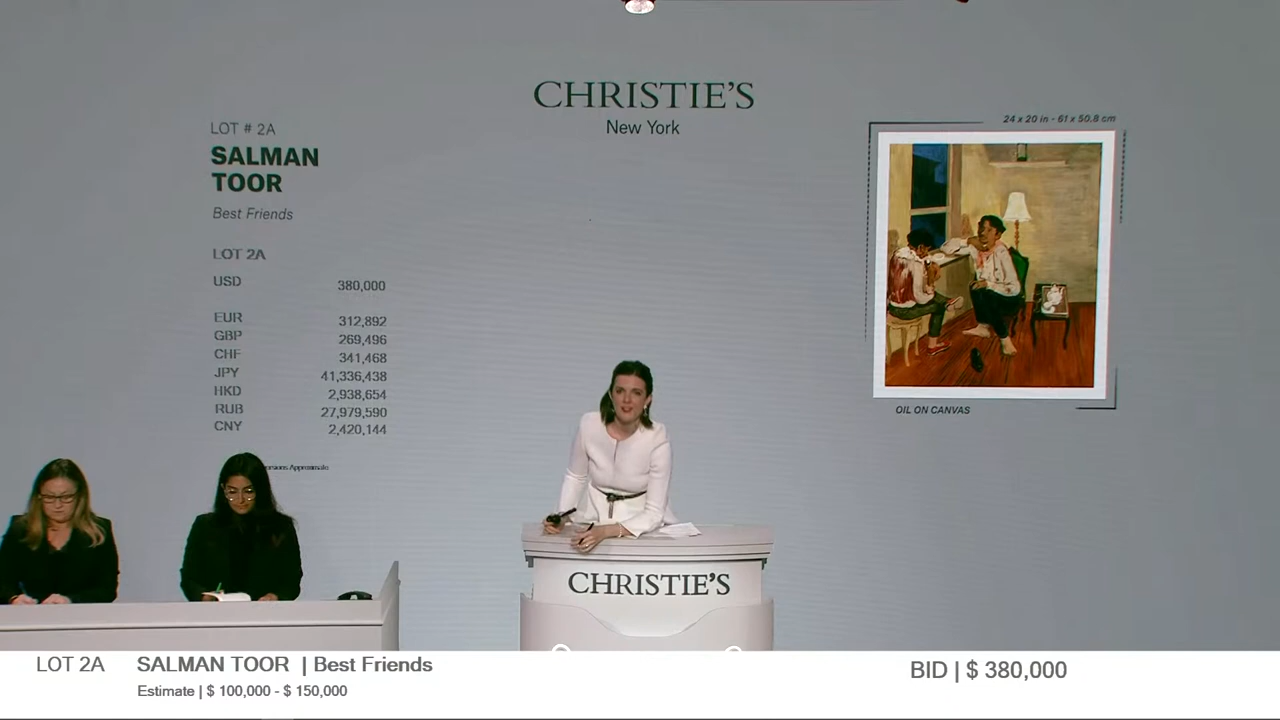 CHRISTIE'S
New York
LOT # 2A
SALMAN
TOOR
Best Friends
LOT 2A
USD 380,000
EUR 312,892
GBP 269,496
CHF 341,468
JPY 41,336,438
HKD 2,938,654
RUB 27,979,590
CNY 2,420,144
Approximate
24 x 20 in - 61 x 50.8 cm
OIL ON CANVAS
CHRISTIE'S
LOT 2A SALMAN TOOR | Best Friends
Estimate | $ 100,000 - $ 150,000
BID | $ 380,000